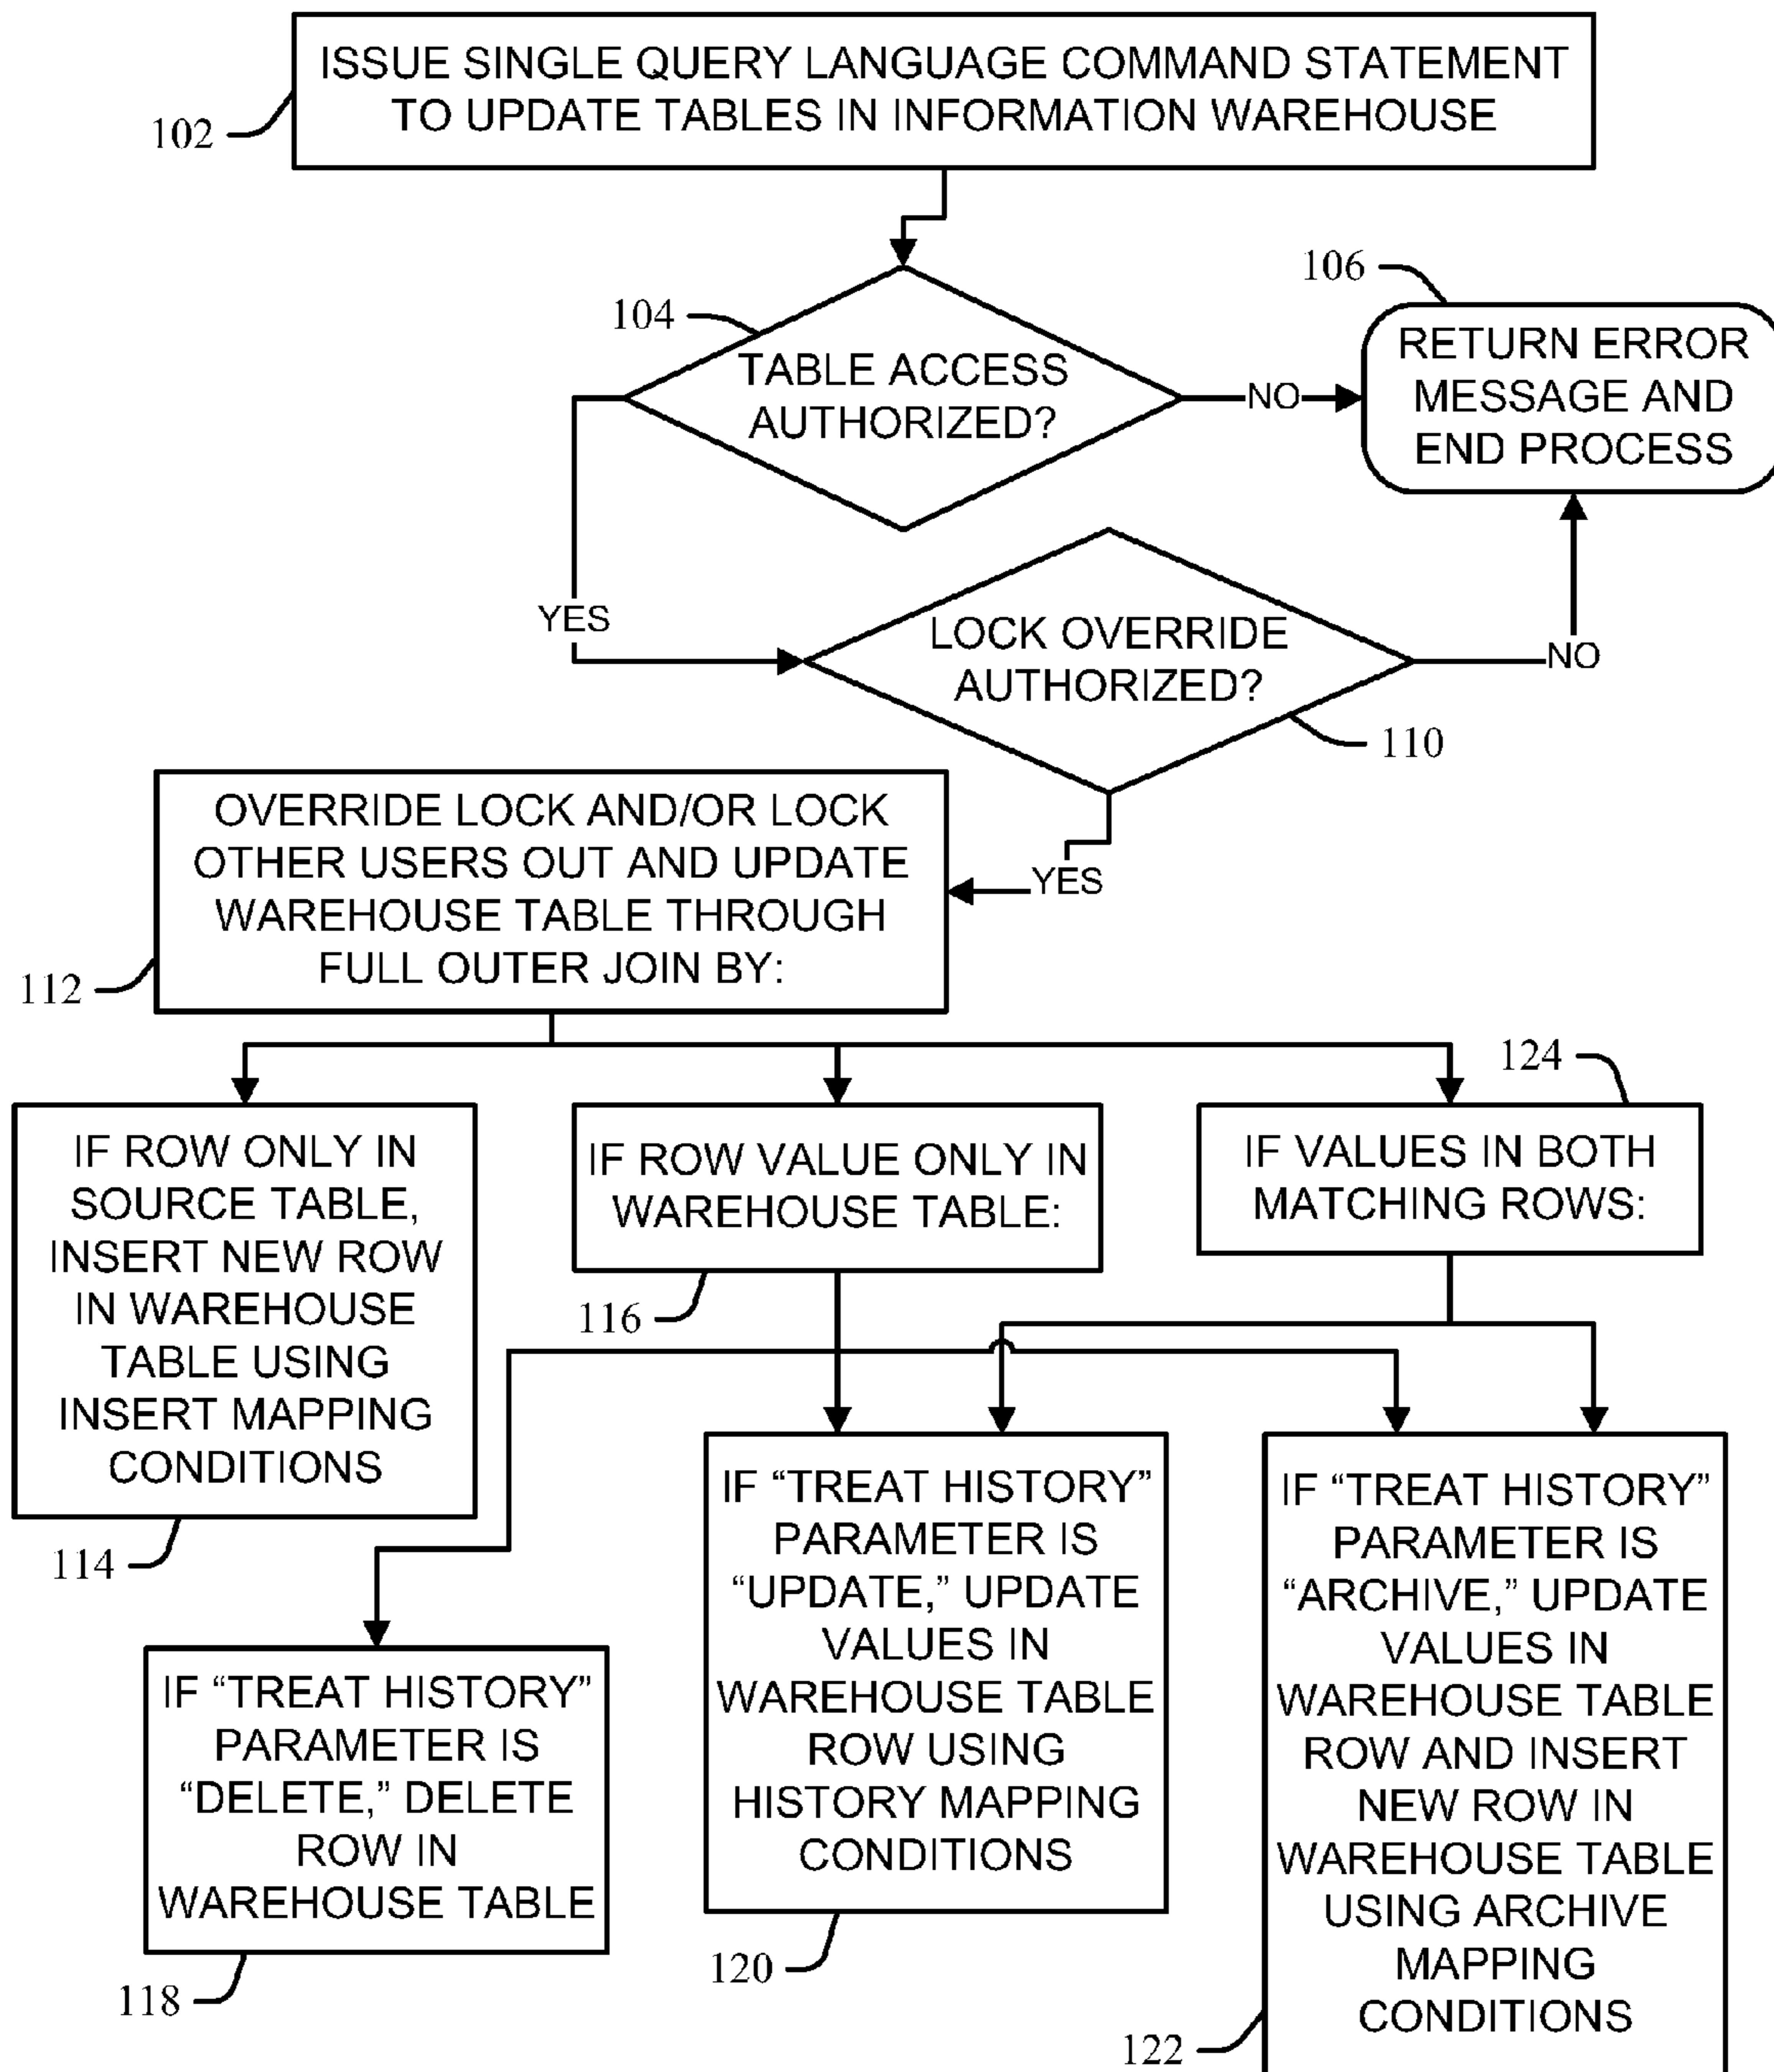 ISSUE SINGLE QUERY LANGUAGE COMMAND STATEMENT
TO UPDATE TABLES IN INFORMATION WAREHOUSE
102
104
TABLE ACCESS
AUTHORIZED?
NO
106
RETURN ERROR
MESSAGE AND
END PROCESS
YES
LOCK OVERRIDE
AUTHORIZED?
NO
110
YES
OVERRIDE LOCK AND/OR LOCK
OTHER USERS OUT AND UPDATE
WAREHOUSE TABLE THROUGH
FULL OUTER JOIN BY:
112
IF ROW ONLY IN
SOURCE TABLE,
INSERT NEW ROW
IN WAREHOUSE
TABLE USING
INSERT MAPPING
CONDITIONS
114
IF ROW VALUE ONLY IN
WAREHOUSE TABLE:
116
124
IF VALUES IN BOTH
MATCHING ROWS:
IF “TREAT HISTORY”
PARAMETER IS
“DELETE,” DELETE
ROW IN
WAREHOUSE TABLE
118
IF “TREAT HISTORY”
PARAMETER IS
“UPDATE,” UPDATE
VALUES IN
WAREHOUSE TABLE
ROW USING
HISTORY MAPPING
CONDITIONS
120
IF “TREAT HISTORY”
PARAMETER IS
“ARCHIVE,” UPDATE
VALUES IN
WAREHOUSE TABLE
ROW AND INSERT
NEW ROW IN
WAREHOUSE TABLE
USING ARCHIVE
MAPPING
CONDITIONS
122